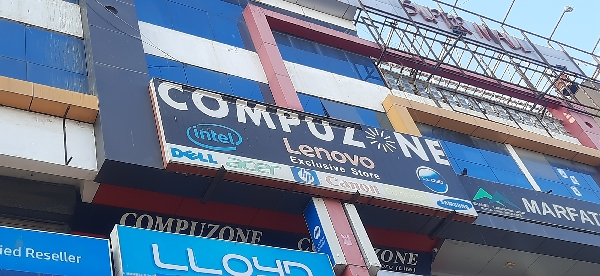 COMPUZONE
intel
Lenovo
Exclusive Store
DELL acer hp Canon
SAMSUNG
MARFAT
COMPUZONE
ied Reseller
LLOYD